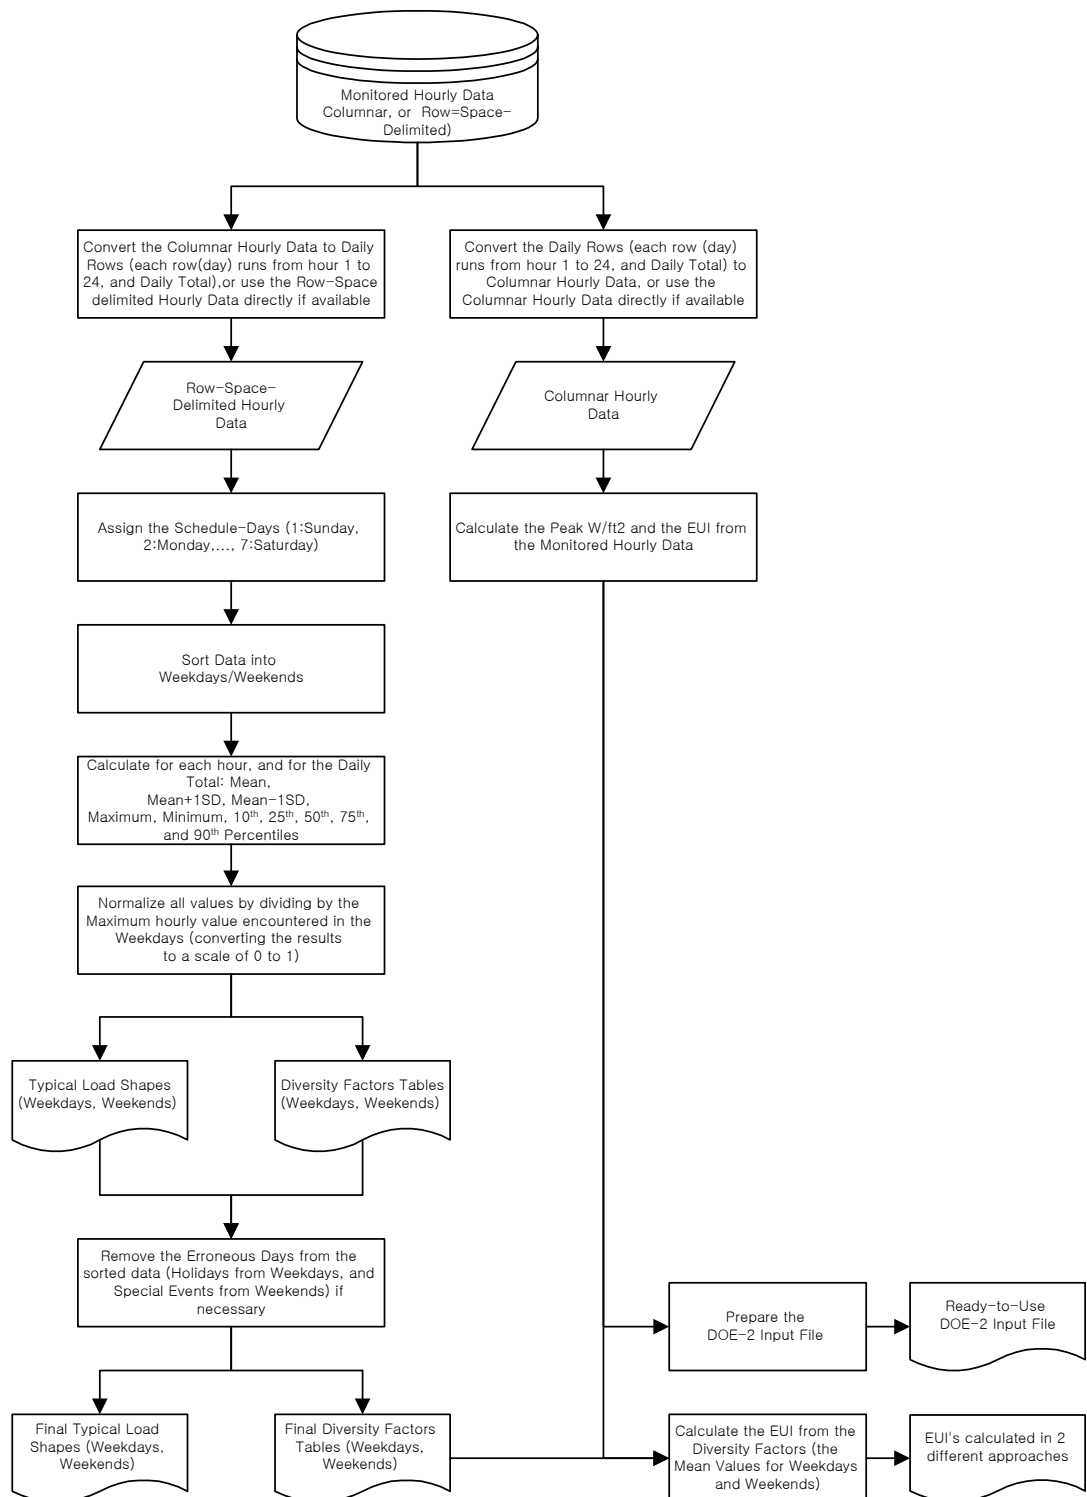 Monitored Hourly Data
Columnar, or Row=Space-
Delimited)
Convert the Columnar Hourly Data to Daily
Rows (each row(day) runs from hour 1 to
24, and Daily Total),or use the Row-Space
delimited Hourly Data directly if available
Convert the Daily Rows (each row (day)
runs from hour 1 to 24, and Daily Total) to
Columnar Hourly Data, or use the
Columnar Hourly Data directly if available
Row-Space-
Delimited Hourly
Data
Columnar Hourly
Data
Assign the Schedule-Days (1:Sunday,
2:Monday,..., 7:Saturday)
Calculate the Peak W/ft2 and the EUI from
the Monitored Hourly Data
Sort Data into
Weekdays/Weekends
Calculate for each hour, and for the Daily
Total: Mean,
Mean+1SD, Mean-1SD,
Maximum, Minimum, 10th, 25th, 50th, 75th,
and 90th Percentiles
Normalize all values by dividing by the
Maximum hourly value encountered in the
Weekdays (converting the results
to a scale of 0 to 1)
Typical Load Shapes
(Weekdays, Weekends)
Diversity Factors Tables
(Weekdays, Weekends)
Remove the Erroneous Days from the
sorted data (Holidays from Weekdays, and
Special Events from Weekends) if
necessary
Prepare the
DOE-2 Input File
Ready-to-Use
DOE-2 Input File
Final Typical Load
Shapes (Weekdays,
Weekends)
Final Diversity Factors
Tables (Weekdays,
Weekends)
Calculate the EUI from the
Diversity Factors (the
Mean Values for Weekdays
and Weekends)
EUI's calculated in 2
different approaches